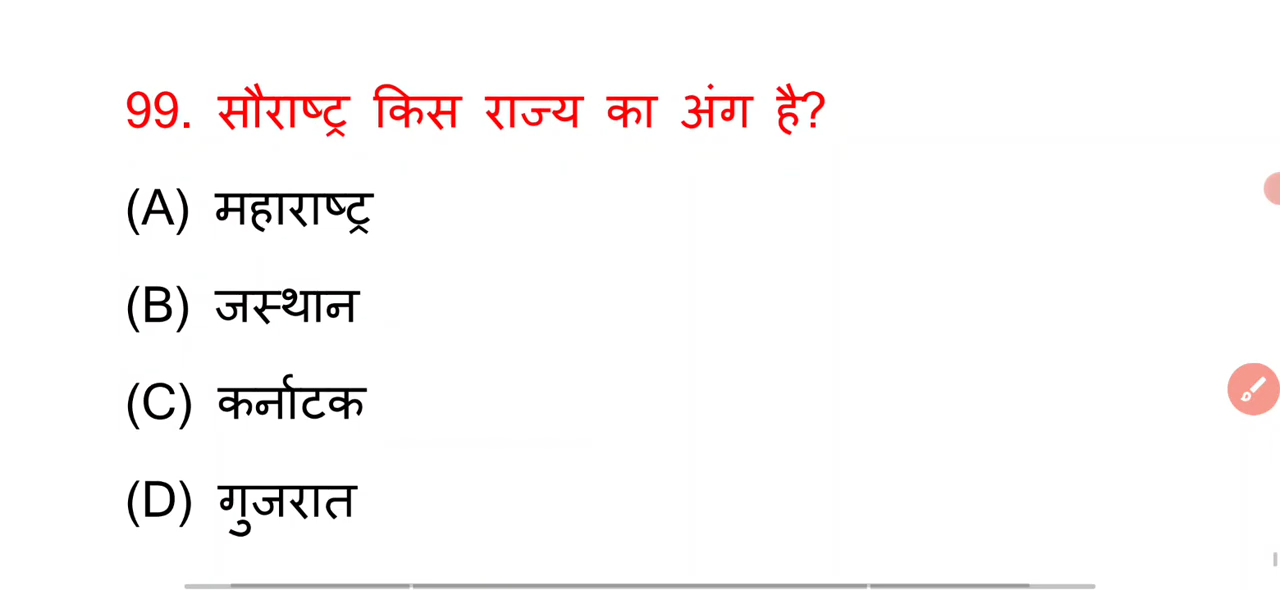 99. सौराष्ट्र किस राज्य का अंग है?
(A) महाराष्ट्र
(B) जस्थान
(C) कर्नाटक
(D) गुजरात